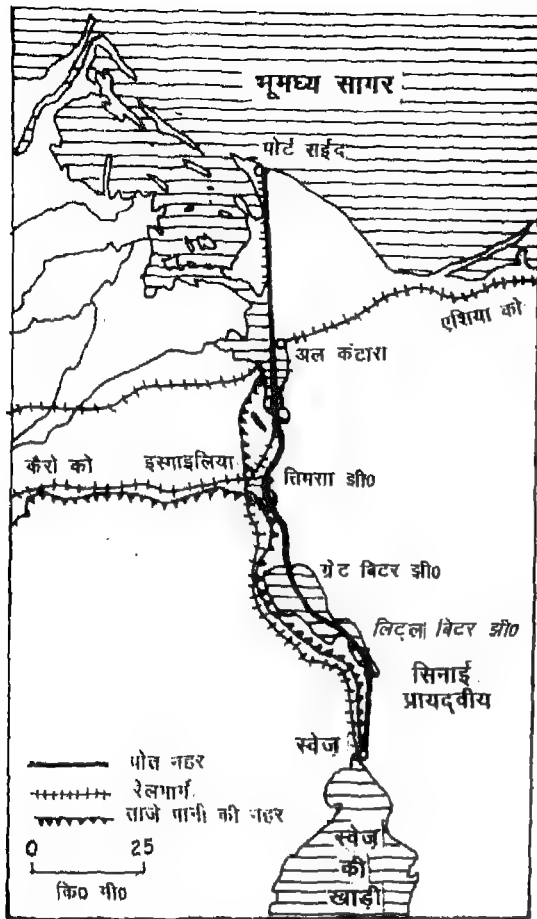 भूमध्य सागर
पोर्ट सईद
एशिया को
अल कंटारा
कैरो को
इस्माइलिया
तिमसा झी०
ग्रेट बिटर झी०
लिट्ल बिटर झी०
सिनाई
प्रायद्वीप
स्वेज
पोत नहर
रेलमार्ग
ताजे पानी की नहर
0 25
कि० मी०
स्वेज
की
खाड़ी